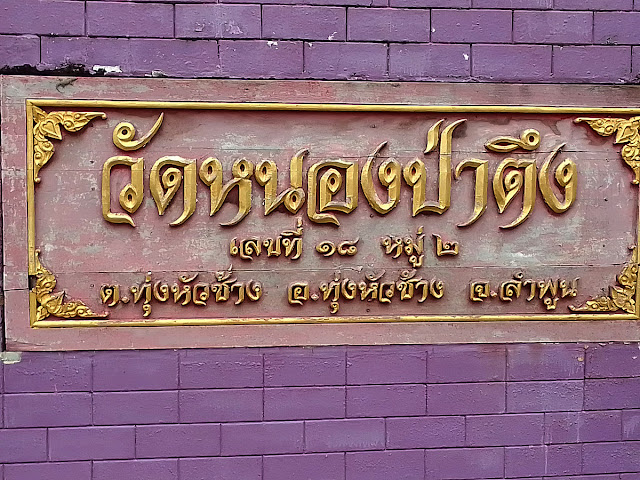 วัดหนองป่าตึง
เลขที่ ๑๘ หมู่ ๒
ต.ทุ่งหัวช้าง อ.ทุ่งหัวช้าง จ.ลำพูน